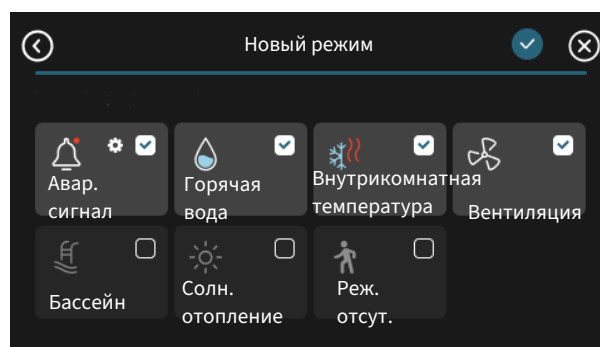 Новый режим
Авар.
сигнал
Горячая
вода
Внутрикомнатная
температура
Вентиляция
Бассейн
Солн.
отопление
Реж.
отсут.